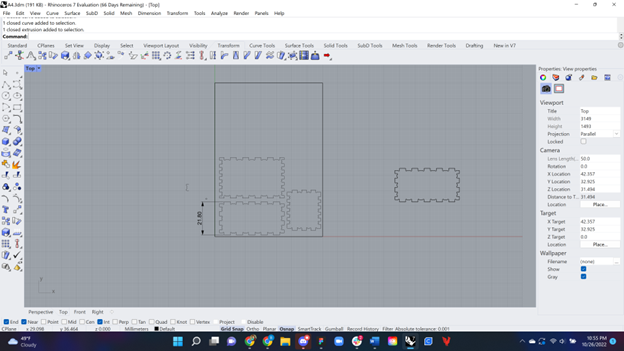 A4.3dm (191 KB) - Rhinoceros 7 Evaluation (66 Days Remaining) - [Top]
File Edit View Curve Surface SubD Solid Mesh Dimension Transform Tools Analyze Render Panels Help
1 closed curve added to selection.
1 closed extrusion added to selection.
Command:
Standard CPlanes Set View Display Select Viewport Layout Visibility Transform Curve Tools Surface Tools Solid Tools SubD Tools Mesh Tools Render Tools Drafting New in V7
Top
Properties: View properties
Viewport
Title Top
Width 3149
Height 1493
Projection Parallel
Locked
Camera
Lens Length(... 50.0
Rotation 0.0
X Location 42.357
Y Location 32.925
Z Location 31.494
Distance to T... 31.494
Location Place...
Target
X Target 42.357
Y Target 32.925
Z Target 0.0
Location Place...
Wallpaper
Filename (none)
Show
Gray
21.80
Perspective Top Front Right
End Near Point Mid Cen Int Perp Tan Quad Knot Vertex Project Disable
CPlane x 29.098 y 36.464 z 0.000 Millimeters Default Grid Snap Ortho Planar Osnap SmartTrack Gumball Record History Filter Absolute tolerance: 0.001
49°F
Cloudy
10:55 PM
10/26/2022